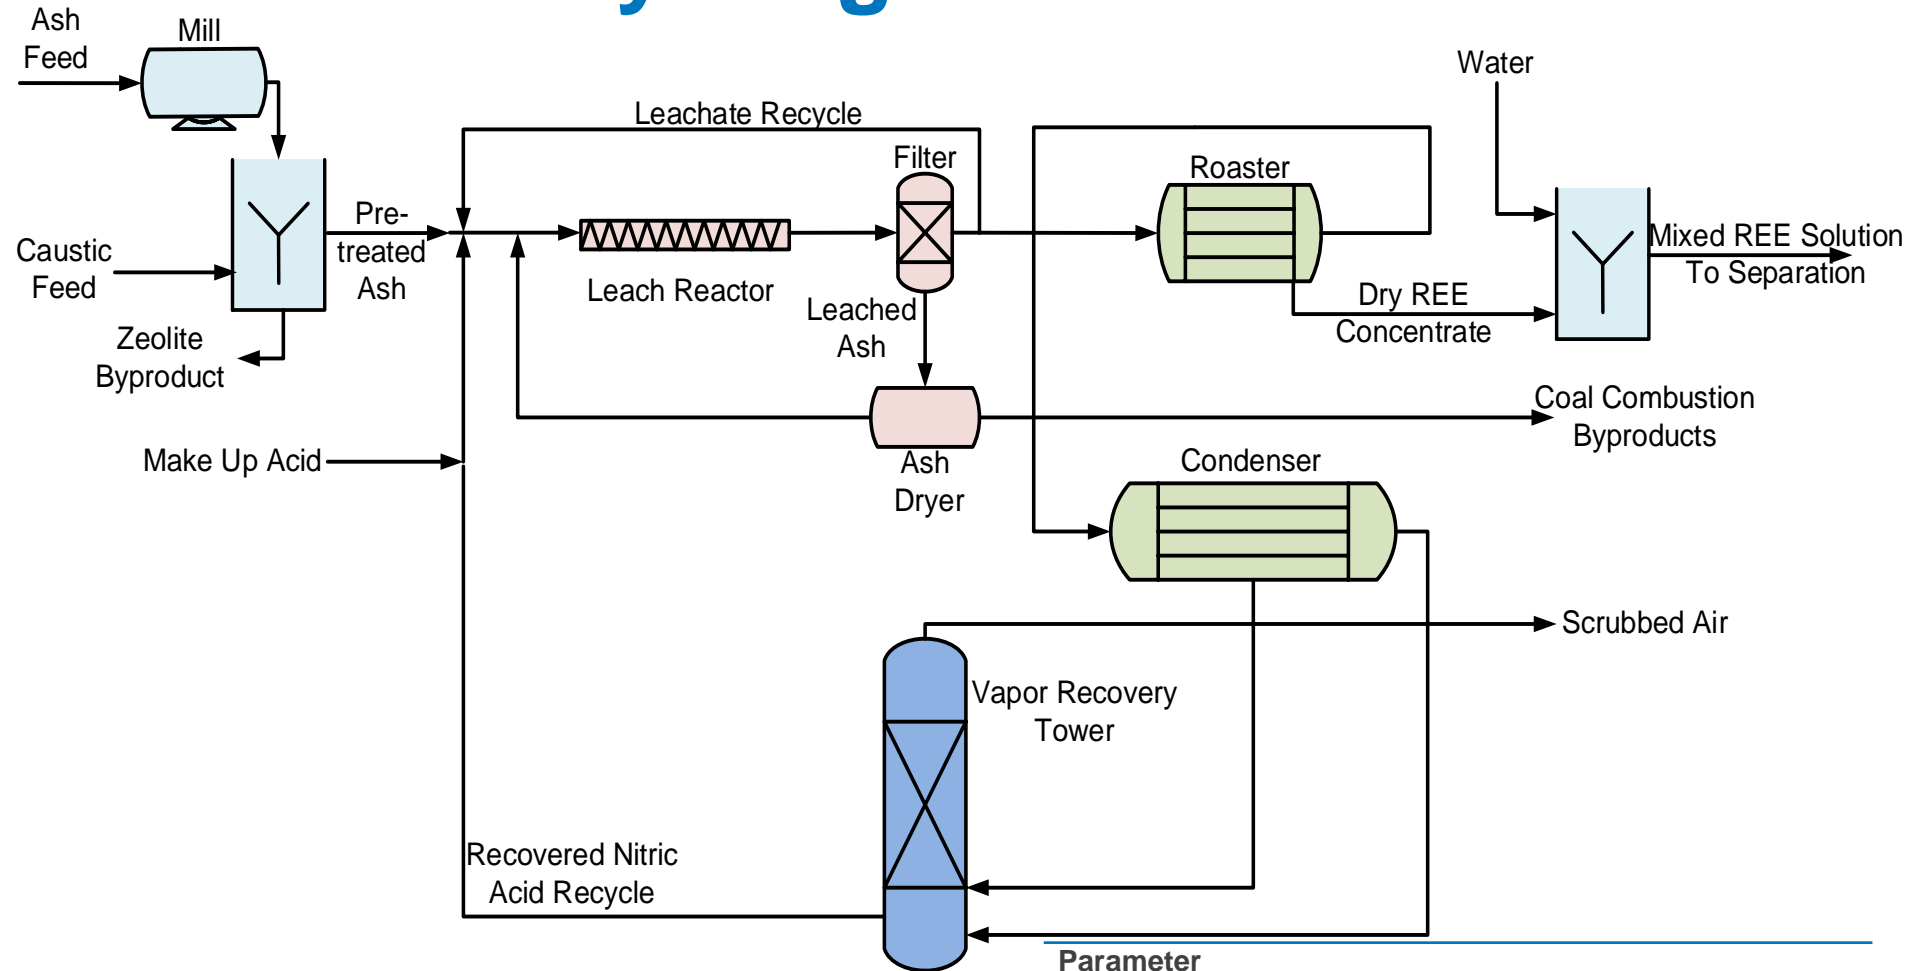 Ash
Feed
Mill
Water
Leachate Recycle
Filter
Roaster
Pre-
treated
Ash
Caustic
Feed
Mixed REE Solution
To Separation
Leach Reactor
Leached
Ash
Dry REE
Concentrate
Zeolite
Byproduct
Coal Combustion
Byproducts
Make Up Acid
Ash
Dryer
Condenser
Scrubbed Air
Vapor Recovery
Tower
Recovered Nitric
Acid Recycle
Parameter